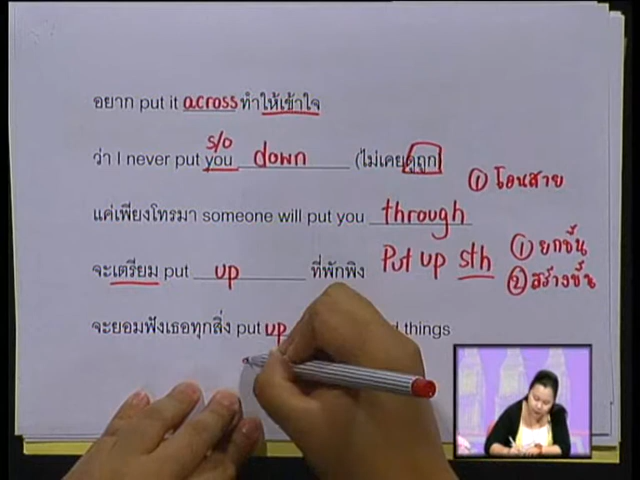 อยาก put it across ทำให้เข้าใจ
s/o
ว่า I never put you down (ไม่เคยดูถูก)
① โอนสาย
แค่เพียงโทรมา someone will put you through
จะเตรียม put up ที่พักพิง
Put up sth ① ยกขึ้น
② สร้างขึ้น
จะยอมฟังเธอทุกสิ่ง put up things